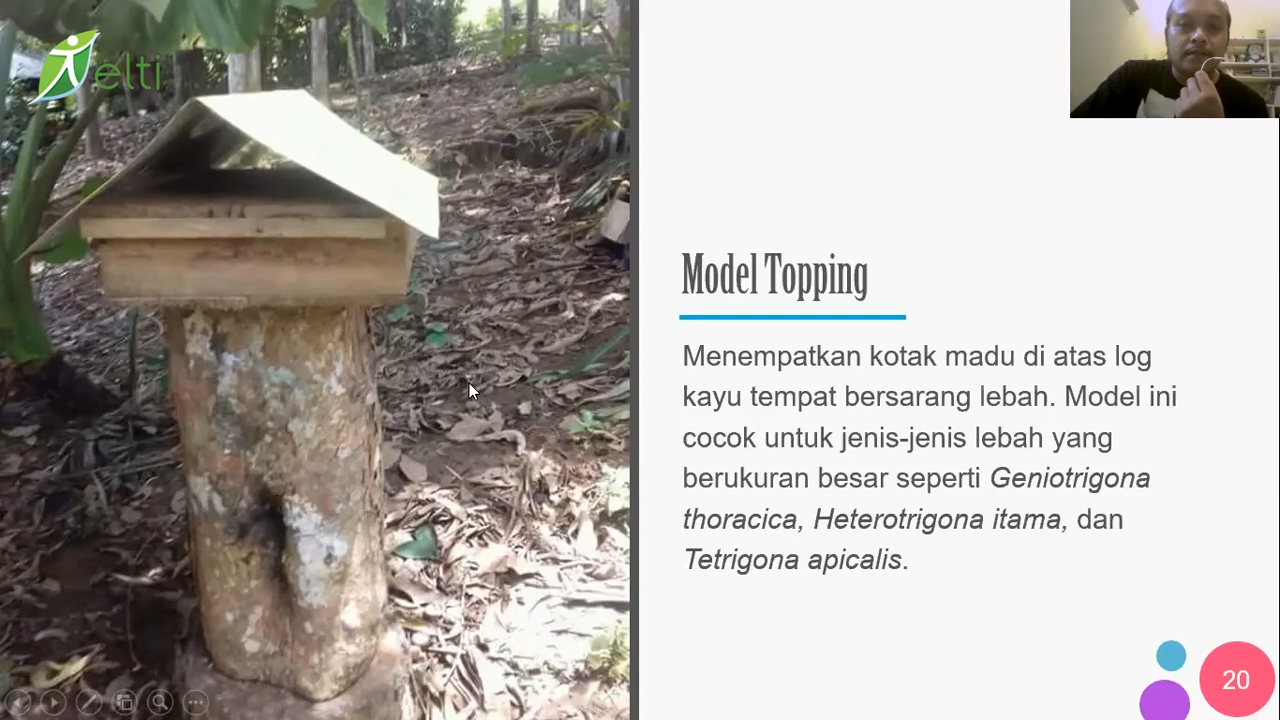 elti
Model Topping
Menempatkan kotak madu di atas log
kayu tempat bersarang lebah. Model ini
cocok untuk jenis-jenis lebah yang
berukuran besar seperti Geniotrigona
thoracica, Heterotrigona itama, dan
Tetrigona apicalis.
20